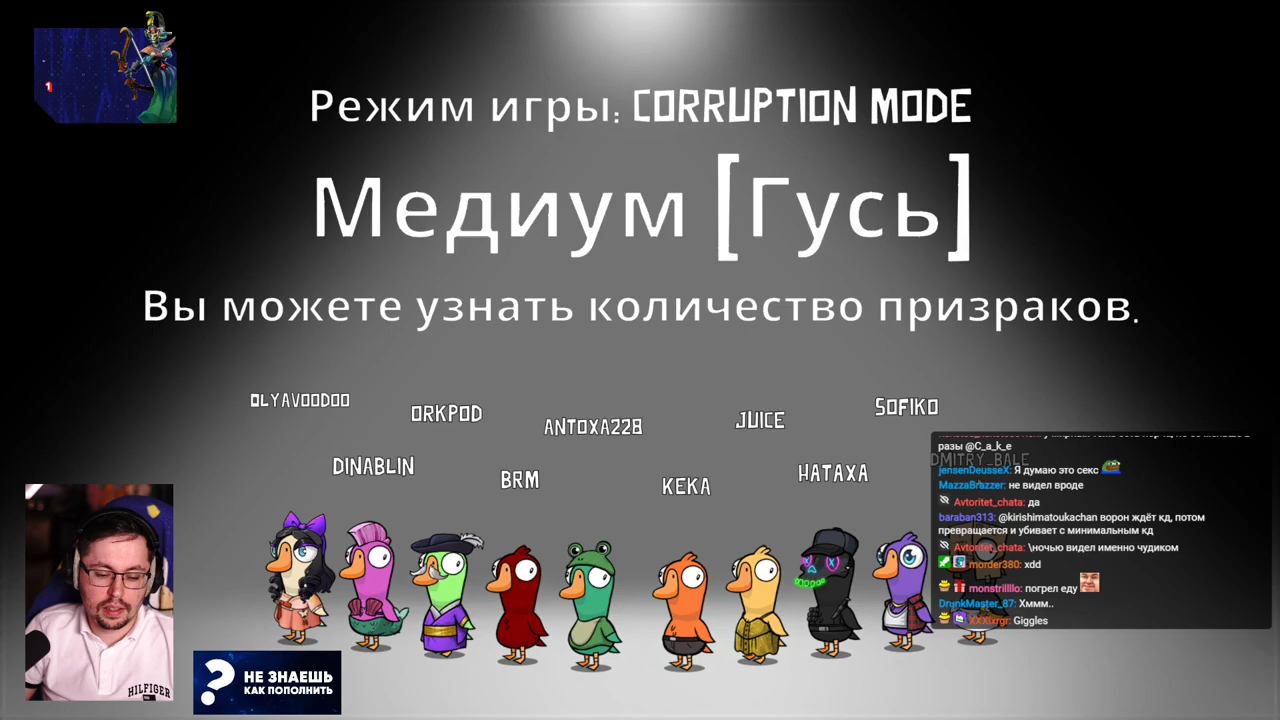 1
Режим игры: CORRUPTION MODE
Медиум [Гусь]
Вы можете узнать количество призраков.
OLYAVOODOO
ORKPOD
ANTOXA228
JUICE
SOFIKO
DINABLIN
BRM
KEKA
HATAXA
DMITRY_BALE
разы @C_a_k_e
jensenDeusseX: Я думаю это секс
MazzaBrazzer: не видел вроде
Avtoritet_chata: да
baraban313: @kirishimatoukachan ворон ждёт кд, потом
превращается и убивает с минимальным кд
Avtoritet_chata: \ночью видел именно чудиком
morder380: xdd
monstrillllo: погрел еду
DrunkMaster_87: Хммм..
XXXIxrgr: Giggles
HILFIGER
? НЕ ЗНАЕШЬ
КАК ПОПОЛНИТЬ